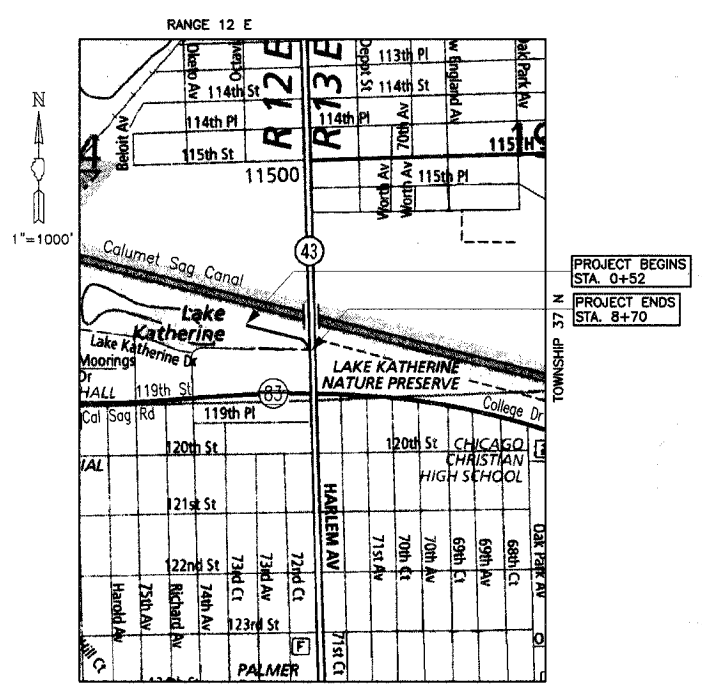 RANGE 12 E
N
1"=1000'
Oketo Av
Octavia
R 12 E
R 13 E
Depot St
113th Pl
w England Av
Oak Park Av
114th St
114th St
114th Pl
114th Pl
70th Av
Beloit Av
115th St
115TH
19
11500
Worth Av
Worth Av
115th Pl
43
Calumet Sag Canal
PROJECT BEGINS
STA. 0+52
PROJECT ENDS
STA. 8+70
TOWNSHIP 37 N
Lake
Katherine
Lake Katherine Dr
Moorings
Dr
HALL
119th St
83
LAKE KATHERINE
NATURE PRESERVE
College Dr
Cal Sag Rd
119th Pl
120th St
120th St
CHICAGO
CHRISTIAN
HIGH SCHOOL
IAL
121st St
HARLEM AV
122nd St
73rd Ct
73rd Av
72nd Ct
71st Av
70th Ct
70th Av
69th Ct
69th Av
68th Ct
Oak Park Av
Harold Av
75th Av
Richard Av
74th Av
123rd St
F
71st Ct
Hill Ct
PALMER